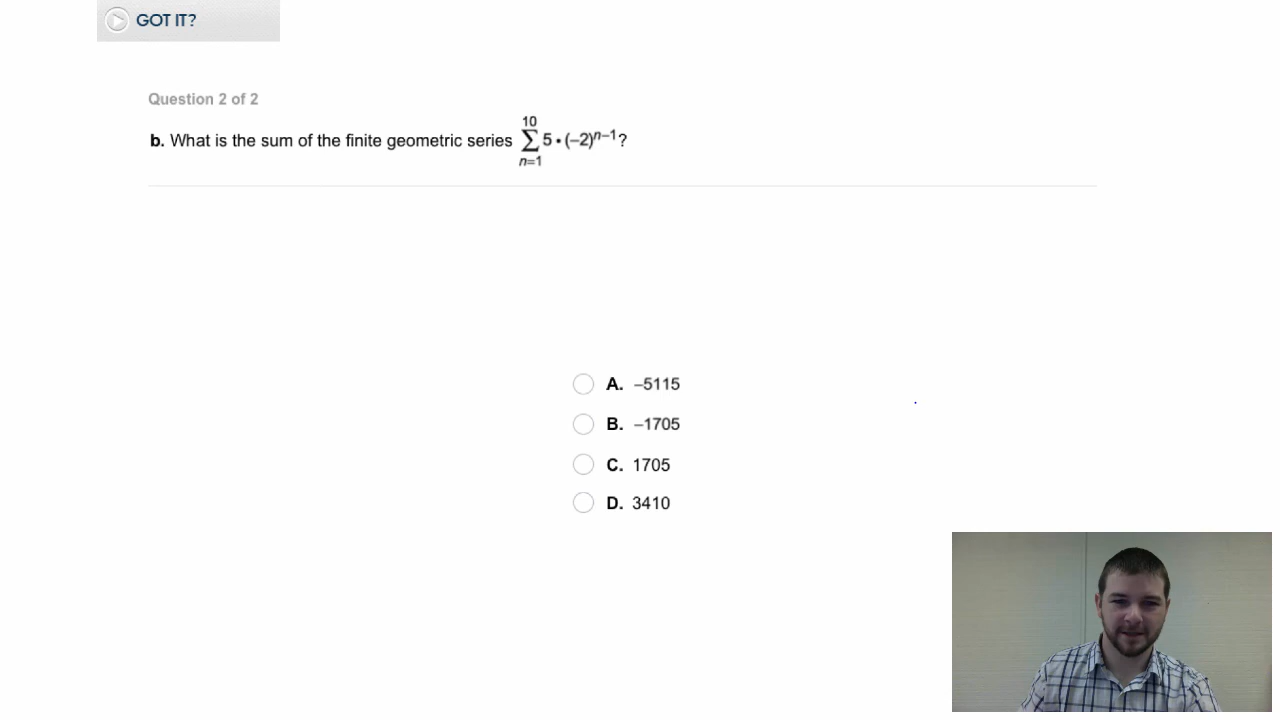 GOT IT?
Question 2 of 2
b. What is the sum of the finite geometric series 10 ∑ n=1 5 • (–2)ⁿ⁻¹?
A. –5115
B. –1705
C. 1705
D. 3410